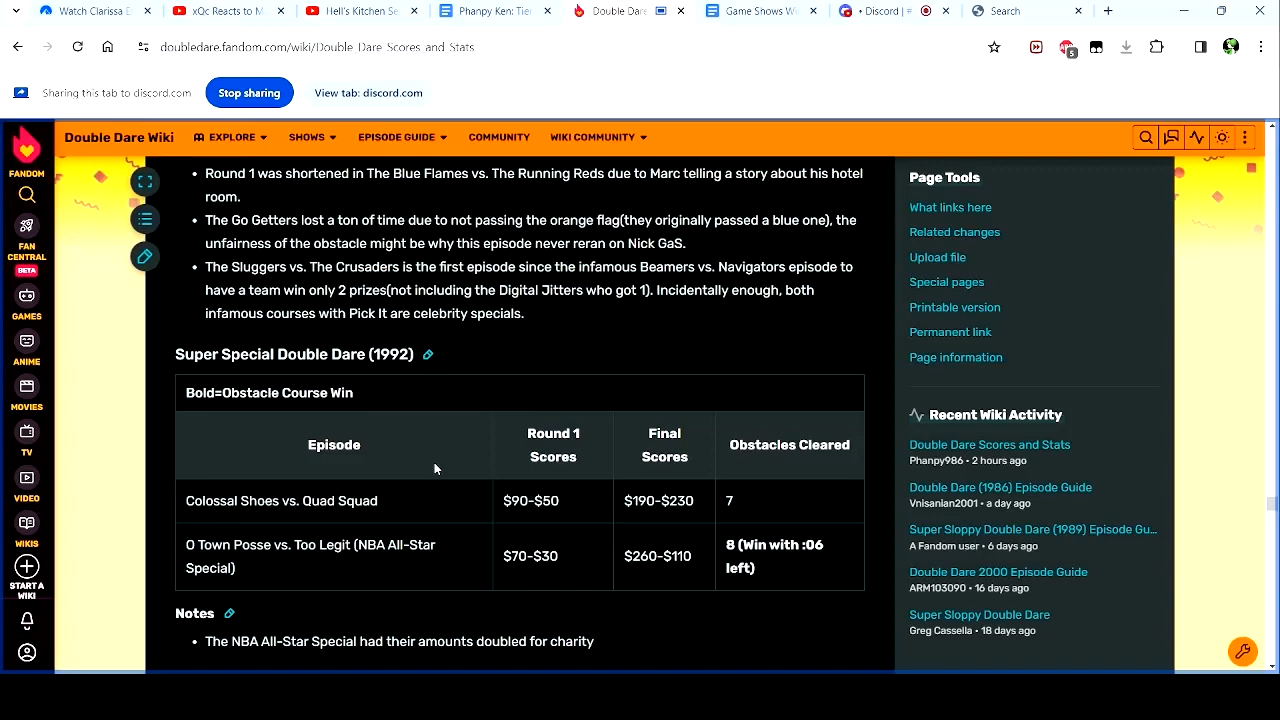 Watch Clarissa E
xQc Reacts to M
Hell's Kitchen Se
Phanpy Ken: Tie
Double Dare
Game Shows Wi
• Discord | #
Search
doubledare.fandom.com/wiki/Double_Dare_Scores_and_Stats
5
Sharing this tab to discord.com
Stop sharing
View tab: discord.com
FANDOM
FAN CENTRAL
BETA
GAMES
ANIME
MOVIES
TV
VIDEO
WIKIS
START A WIKI
Double Dare Wiki
EXPLORE
SHOWS
EPISODE GUIDE
COMMUNITY
WIKI COMMUNITY
• Round 1 was shortened in The Blue Flames vs. The Running Reds due to Marc telling a story about his hotel
room.
• The Go Getters lost a ton of time due to not passing the orange flag(they originally passed a blue one), the
unfairness of the obstacle might be why this episode never reran on Nick GaS.
• The Sluggers vs. The Crusaders is the first episode since the infamous Beamers vs. Navigators episode to
have a team win only 2 prizes(not including the Digital Jitters who got 1). Incidentally enough, both
infamous courses with Pick It are celebrity specials.
Super Special Double Dare (1992)
Bold=Obstacle Course Win
Episode
Round 1
Scores
Final
Scores
Obstacles Cleared
Colossal Shoes vs. Quad Squad
$90-$50
$190-$230
7
O Town Posse vs. Too Legit (NBA All-Star
Special)
$70-$30
$260-$110
8 (Win with :06
left)
Notes
• The NBA All-Star Special had their amounts doubled for charity
Page Tools
What links here
Related changes
Upload file
Special pages
Printable version
Permanent link
Page information
Recent Wiki Activity
Double Dare Scores and Stats
Phanpy986 • 2 hours ago
Double Dare (1986) Episode Guide
Vnisanian2001 • a day ago
Super Sloppy Double Dare (1989) Episode Gu...
A Fandom user • 6 days ago
Double Dare 2000 Episode Guide
ARM103090 • 16 days ago
Super Sloppy Double Dare
Greg Cassella • 18 days ago